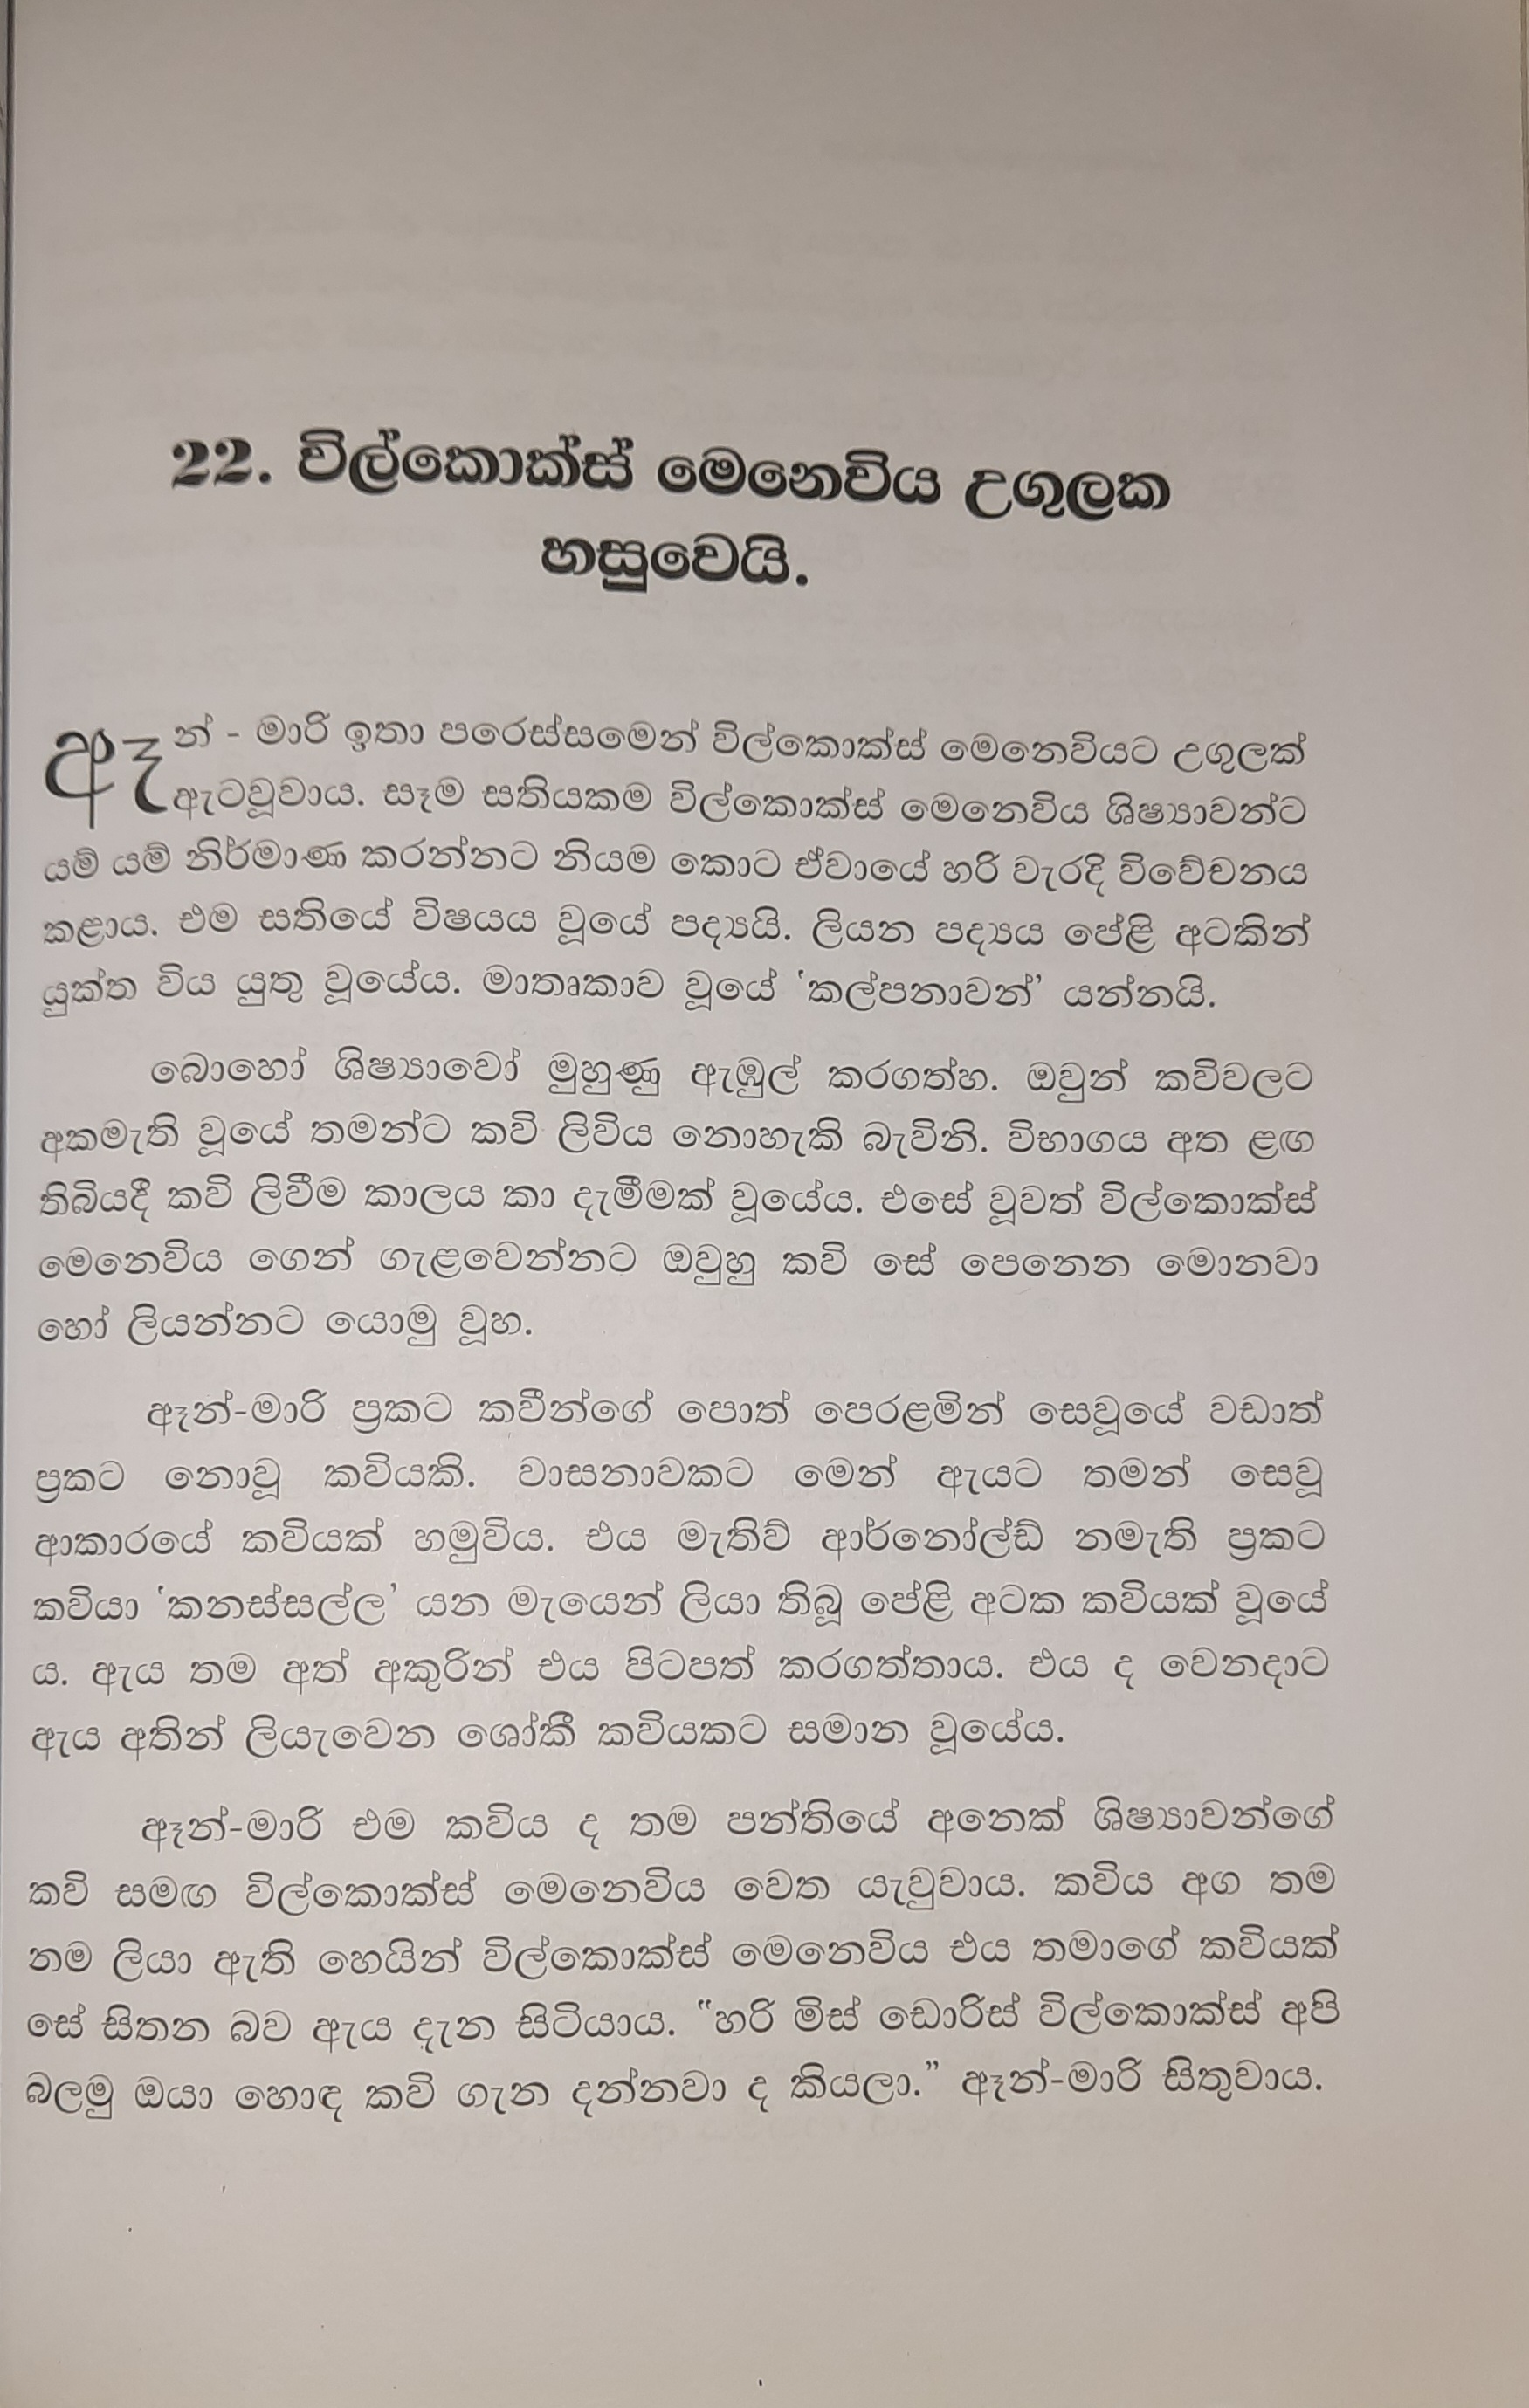 22. විල්කොක්ස් මෙනෙවිය උගුලක
හසුවෙයි.
ඈන් - මාරි ඉතා පරෙස්සමෙන් විල්කොක්ස් මෙනෙවියට උගුලක්
ඇටවූවාය. සෑම සතියකම විල්කොක්ස් මෙනෙවිය ශිෂ්‍යාවන්ට
යම් යම් නිර්මාණ කරන්නට නියම කොට ඒවායේ හරි වැරදි විවේචනය
කළාය. එම සතියේ විෂයය වූයේ පද්‍යයි. ලියන පද්‍යය පේළි අටකින්
යුක්ත විය යුතු වූයේය. මාතෘකාව වූයේ ‘කල්පනාවන්’ යන්නයි.
බොහෝ ශිෂ්‍යාවෝ මුහුණු ඇඹුල් කරගත්හ. ඔවුන් කවිවලට
අකමැති වූයේ තමන්ට කවි ලිවිය නොහැකි බැවිනි. විභාගය අත ළඟ
තිබියදී කවි ලිවීම කාලය කා දැමීමක් වූයේය. එසේ වූවත් විල්කොක්ස්
මෙනෙවිය ගෙන් ගැළවෙන්නට ඔවුහු කවි සේ පෙනෙන මොනවා
හෝ ලියන්නට යොමු වූහ.
ඈන්-මාරි ප්‍රකට කවීන්ගේ පොත් පෙරළමින් සෙවූයේ වඩාත්
ප්‍රකට නොවූ කවියකි. වාසනාවකට මෙන් ඇයට තමන් සෙවූ
ආකාරයේ කවියක් හමුවිය. එය මැතිව් ආර්නෝල්ඩ් නමැති ප්‍රකට
කවියා ‘කනස්සල්ල’ යන මැයෙන් ලියා තිබූ පේළි අටක කවියක් වූයේ
ය. ඇය තම අත් අකුරින් එය පිටපත් කරගත්තාය. එය ද වෙනදාට
ඇය අතින් ලියැවෙන ශෝකී කවියකට සමාන වූයේය.
ඈන්-මාරි එම කවිය ද තම පන්තියේ අනෙක් ශිෂ්‍යාවන්ගේ
කවි සමඟ විල්කොක්ස් මෙනෙවිය වෙත යැවුවාය. කවිය අග තම
නම ලියා ඇති හෙයින් විල්කොක්ස් මෙනෙවිය එය තමාගේ කවියක්
සේ සිතන බව ඇය දැන සිටියාය. “හරි මිස් ඩොරිස් විල්කොක්ස් අපි
බලමු ඔයා හොඳ කවි ගැන දන්නවා ද කියලා.” ඈන්-මාරි සිතුවාය.